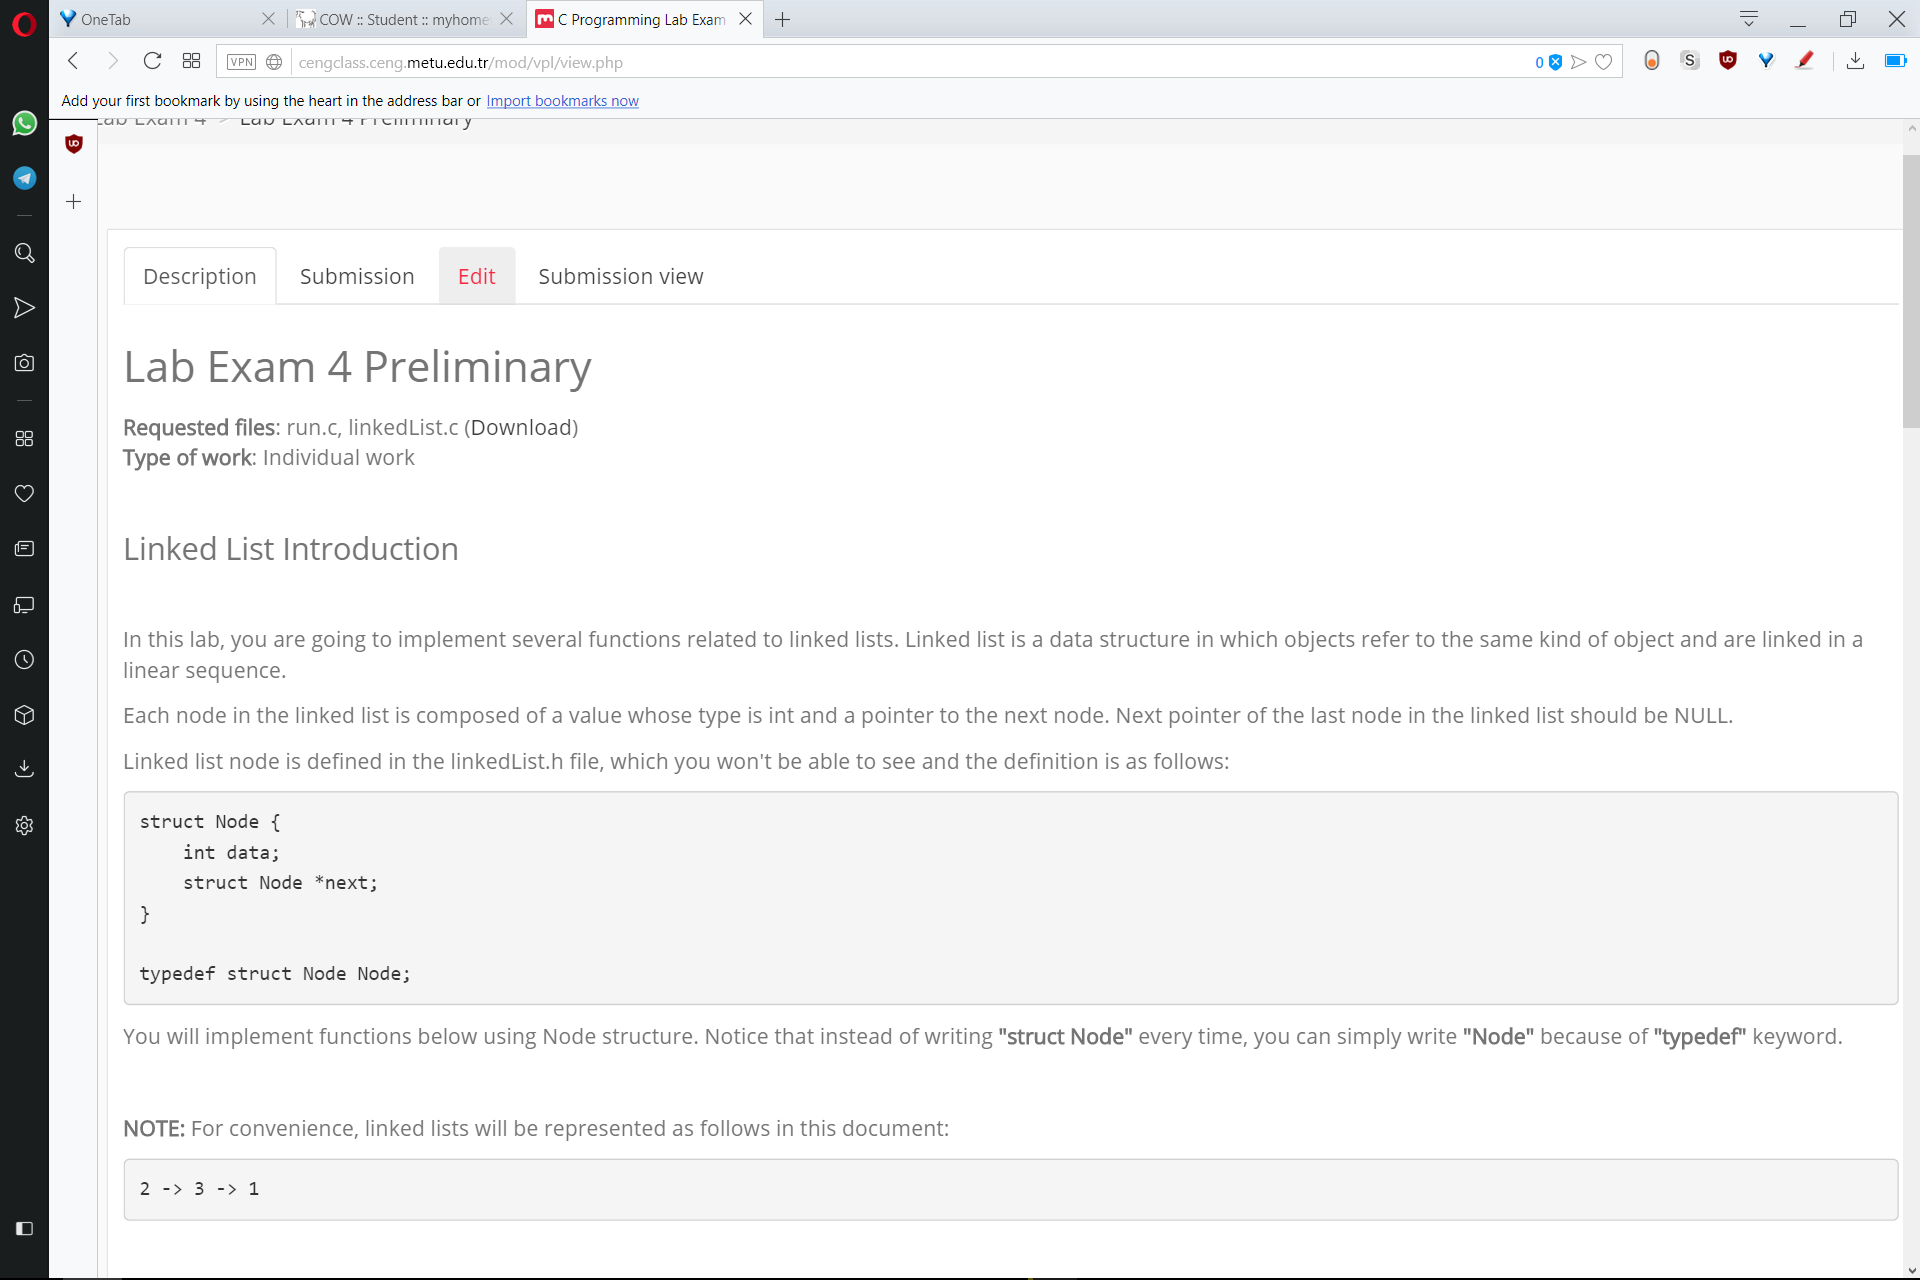 OneTab
COW :: Student :: myhome
C Programming Lab Exam
VPN
cengclass.ceng.metu.edu.tr/mod/vpl/view.php
0
S
Add your first bookmark by using the heart in the address bar or Import bookmarks now
Lab Exam 4 > Lab Exam 4 Preliminary
Description
Submission
Edit
Submission view
Lab Exam 4 Preliminary
Requested files: run.c, linkedList.c (Download)
Type of work: Individual work
Linked List Introduction
In this lab, you are going to implement several functions related to linked lists. Linked list is a data structure in which objects refer to the same kind of object and are linked in a
linear sequence.
Each node in the linked list is composed of a value whose type is int and a pointer to the next node. Next pointer of the last node in the linked list should be NULL.
Linked list node is defined in the linkedList.h file, which you won't be able to see and the definition is as follows:
struct Node {
    int data;
    struct Node *next;
}
typedef struct Node Node;
You will implement functions below using Node structure. Notice that instead of writing "struct Node" every time, you can simply write "Node" because of "typedef" keyword.
NOTE: For convenience, linked lists will be represented as follows in this document:
2 -> 3 -> 1